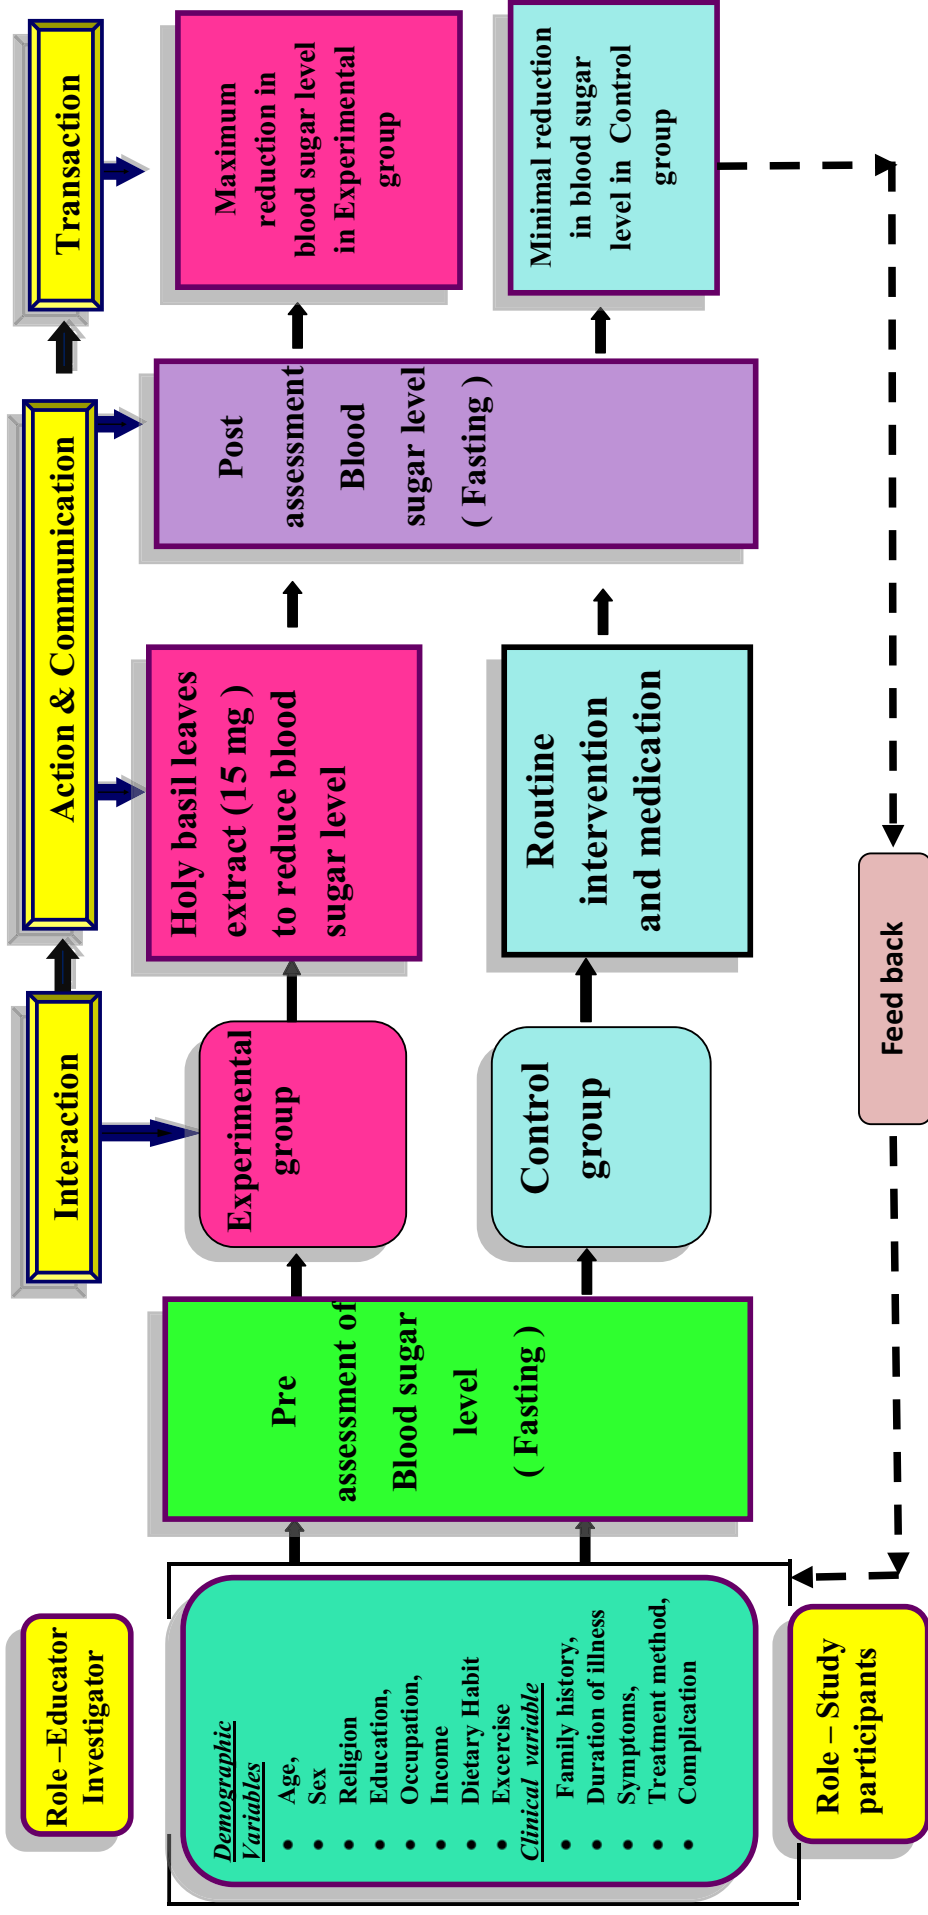 Role –Educator
Investigator
Demographic
Variables
• Age,
• Sex
• Religion
• Education,
• Occupation,
• Income
• Dietary Habit
• Excercise
Clinical variable
• Family history,
• Duration of illness
• Symptoms,
• Treatment method,
• Complication
Role – Study
participants
Pre
assessment of
Blood sugar
level
( Fasting )
Interaction
Experimental
group
Control
group
Action & Communication
Holy basil leaves
extract (15 mg )
to reduce blood
sugar level
Routine
intervention
and medication
Post
assessment
Blood
sugar level
( Fasting )
Transaction
Maximum
reduction in
blood sugar level
in Experimental
group
Minimal reduction
in blood sugar
level in Control
group
Feed back